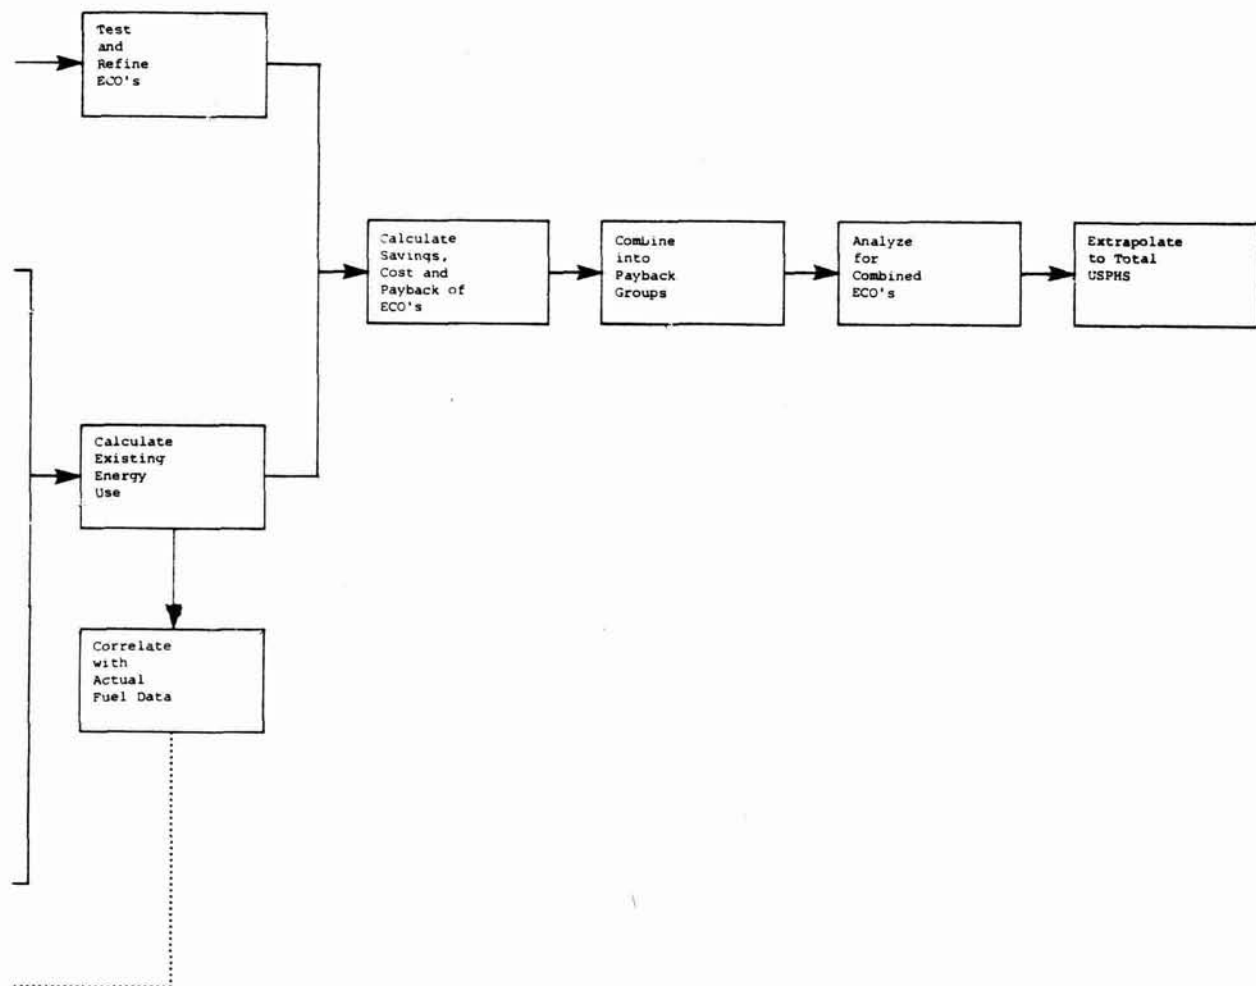 Test
and
Refine
ECO's
Calculate
Savings,
Cost and
Payback of
ECO's
Combine
into
Payback
Groups
Analyze
for
Combined
ECO's
Extrapolate
to Total
USPHS
Calculate
Existing
Energy
Use
Correlate
with
Actual
Fuel Data